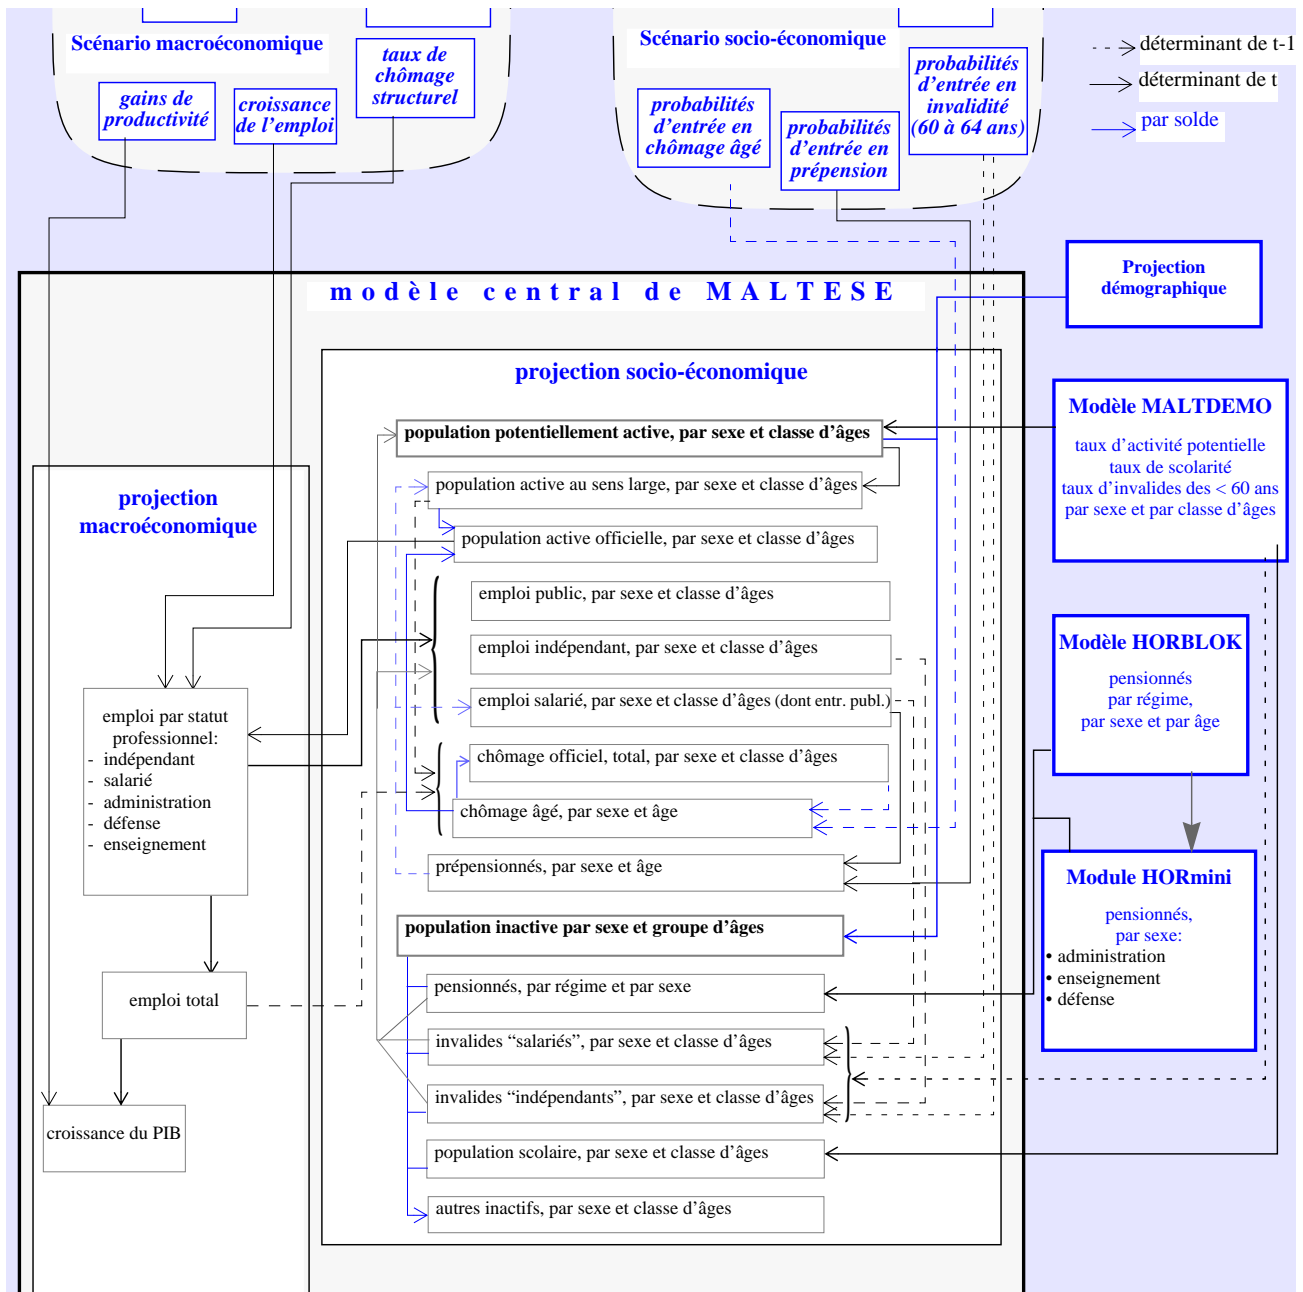 Scénario macroéconomique
taux de
chômage
structurel
gains de
productivité
croissance
de l’emploi
Scénario socio-économique
probabilités
d’entrée en
chômage âgé
probabilités
d’entrée en
prépension
probabilités
d’entrée en
invalidité
(60 à 64 ans)
déterminant de t-1
déterminant de t
par solde
modèle central de MALTESE
Projection
démographique
projection socio-économique
Modèle MALTDEMO
taux d’activité potentielle
taux de scolarité
taux d’invalides des < 60 ans
par sexe et par classe d’âges
population potentiellement active, par sexe et classe d’âges
population active au sens large, par sexe et classe d’âges
population active officielle, par sexe et classe d’âges
emploi public, par sexe et classe d’âges
emploi indépendant, par sexe et classe d’âges
emploi salarié, par sexe et classe d’âges (dont entr. publ.)
chômage officiel, total, par sexe et classe d’âges
chômage âgé, par sexe et âge
prépensionnés, par sexe et âge
population inactive par sexe et groupe d’âges
pensionnés, par régime et par sexe
invalides “salariés”, par sexe et classe d’âges
invalides “indépendants”, par sexe et classe d’âges
population scolaire, par sexe et classe d’âges
autres inactifs, par sexe et classe d’âges
projection
macroéconomique
emploi par statut
professionnel:
- indépendant
- salarié
- administration
- défense
- enseignement
emploi total
croissance du PIB
Modèle HORBLOK
pensionnés
par régime,
par sexe et par âge
Module HORmini
pensionnés,
par sexe:
• administration
• enseignement
• défense